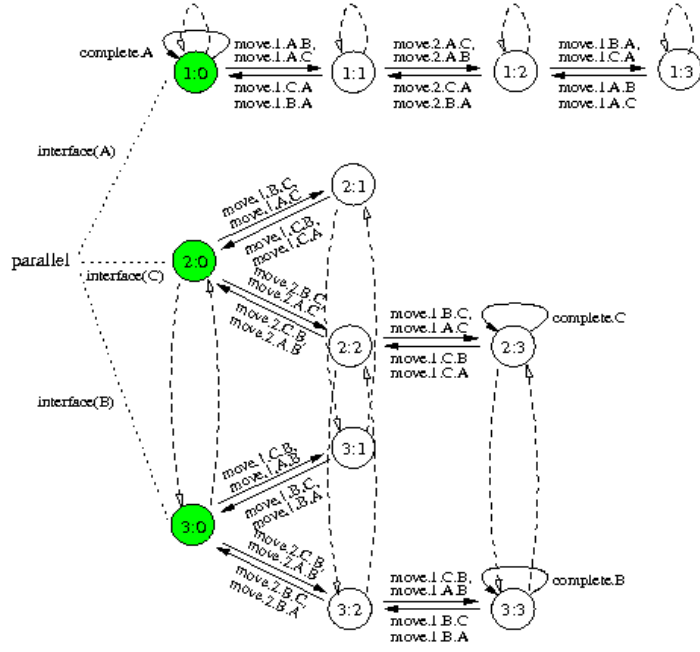 complete.A
move.1.A.B,
move.1.A.C
move.2.A.C,
move.2.A.B
move.1.B.A,
move.1.C.A
1:0
1:1
1:2
1:3
move.1.C.A
move.1.B.A
move.2.C.A
move.2.B.A
move.1.A.B
move.1.A.C
interface(A)
move.1.B.C,
move.1.A.C
2:1
move.1.C.B,
move.1.C.A
parallel
2:0
interface(C)
move.2.B.C,
move.2.A.C
move.2.C.B,
move.2.A.B
move.1.B.C,
move.1.A.C
complete.C
2:2
2:3
move.1.C.B
move.1.C.A
interface(B)
move.1.C.B,
move.1.A.B
3:1
move.1.B.C,
move.1.B.A
3:0
move.2.C.B,
move.2.A.B
move.2.B.C,
move.2.B.A
move.1.C.B,
move.1.A.B
complete.B
3:2
3:3
move.1.B.C
move.1.B.A